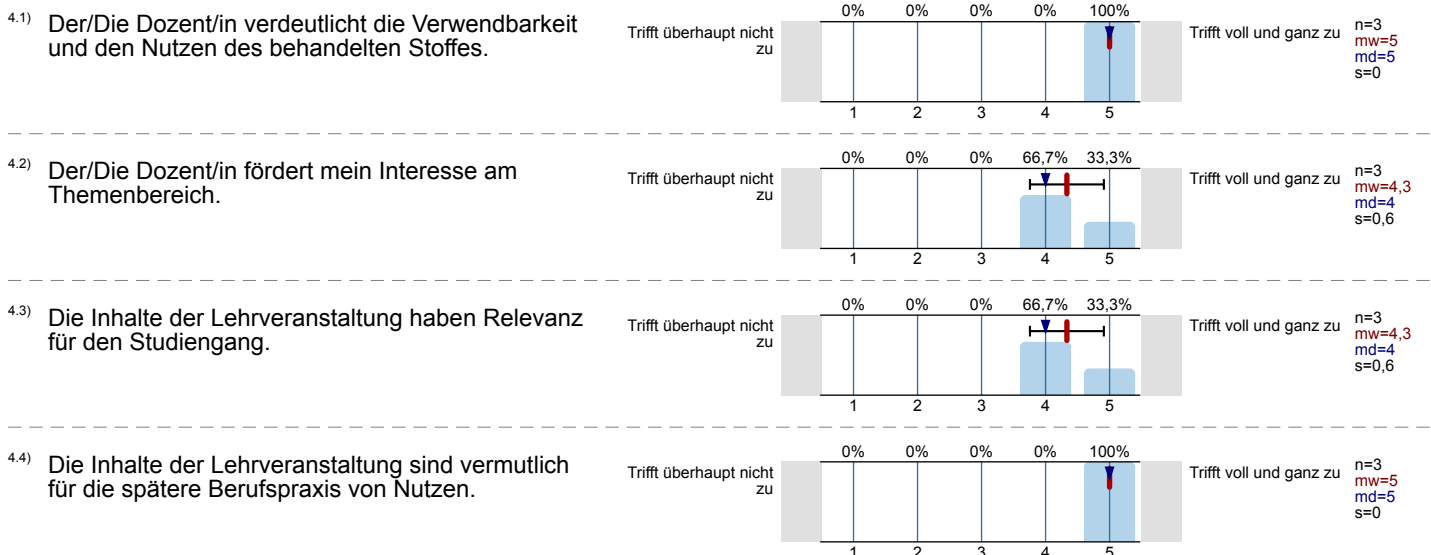 4.1) Der/Die Dozent/in verdeutlicht die Verwendbarkeit
und den Nutzen des behandelten Stoffes.
Trifft überhaupt nicht
zu
0% 0% 0% 0% 100%
1 2 3 4 5
Trifft voll und ganz zu
n=3
mw=5
md=5
s=0
4.2) Der/Die Dozent/in fördert mein Interesse am
Themenbereich.
Trifft überhaupt nicht
zu
0% 0% 0% 66,7% 33,3%
1 2 3 4 5
Trifft voll und ganz zu
n=3
mw=4,3
md=4
s=0,6
4.3) Die Inhalte der Lehrveranstaltung haben Relevanz
für den Studiengang.
Trifft überhaupt nicht
zu
0% 0% 0% 66,7% 33,3%
1 2 3 4 5
Trifft voll und ganz zu
n=3
mw=4,3
md=4
s=0,6
4.4) Die Inhalte der Lehrveranstaltung sind vermutlich
für die spätere Berufspraxis von Nutzen.
Trifft überhaupt nicht
zu
0% 0% 0% 0% 100%
1 2 3 4 5
Trifft voll und ganz zu
n=3
mw=5
md=5
s=0